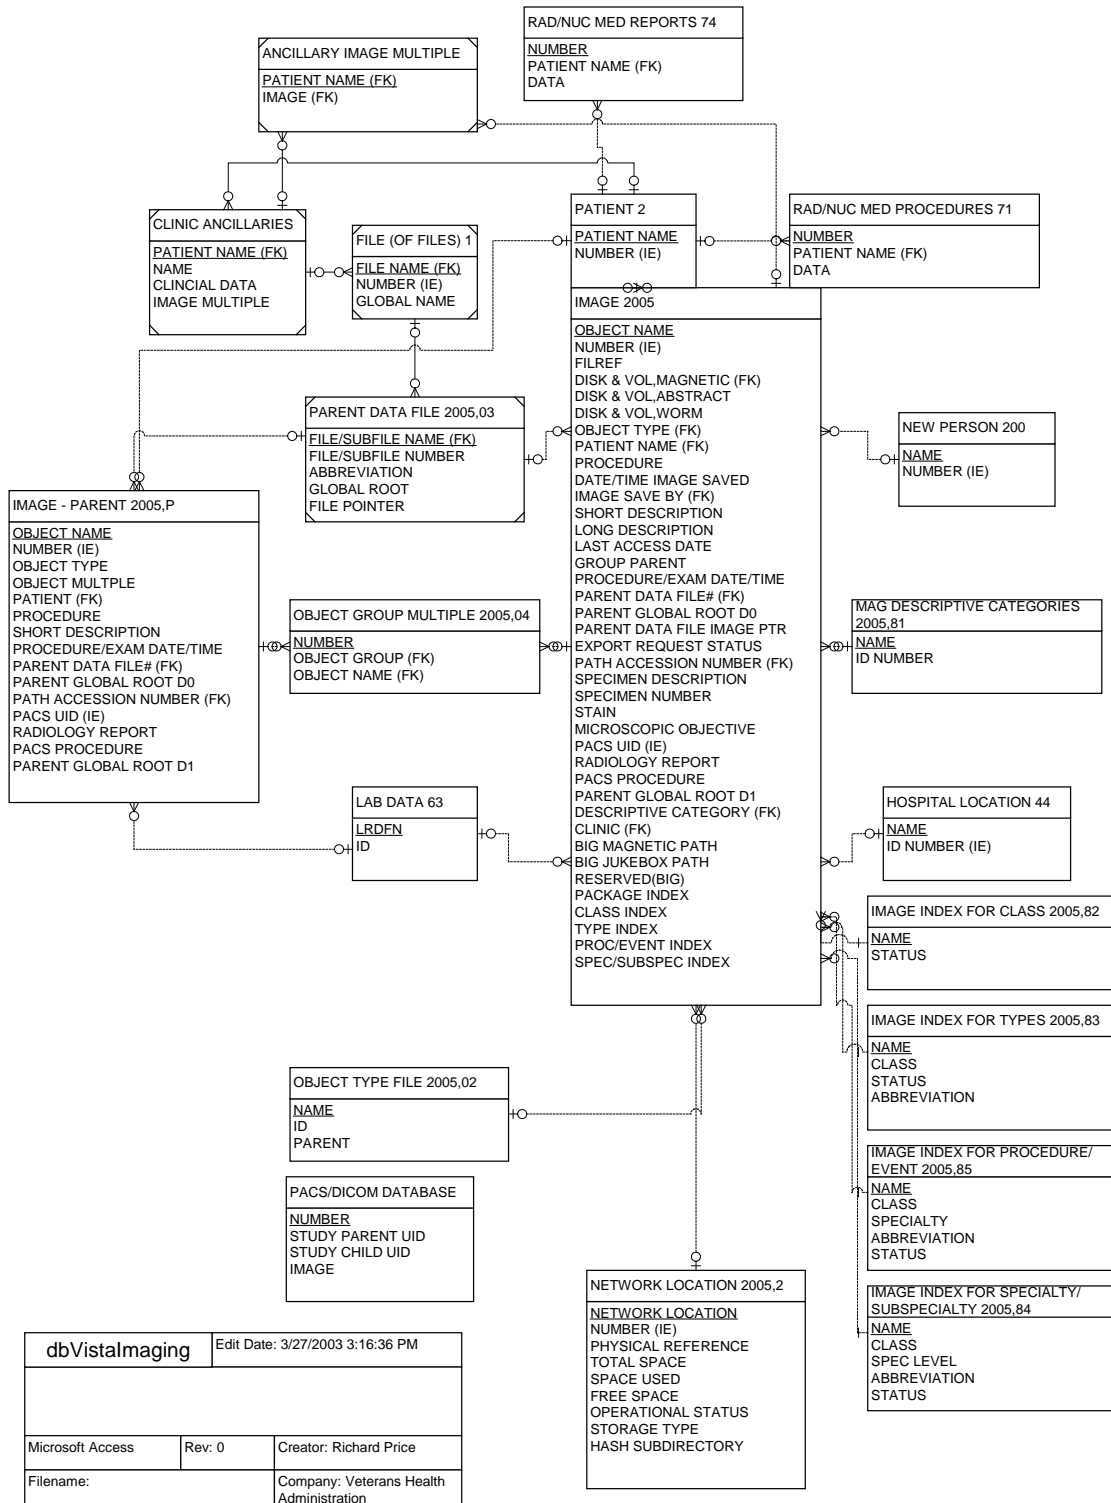 RAD/NUC MED REPORTS 74
NUMBER
PATIENT NAME (FK)
DATA
ANCILLARY IMAGE MULTIPLE
PATIENT NAME (FK)
IMAGE (FK)
CLINIC ANCILLARIES
PATIENT NAME (FK)
NAME
CLINCIAL DATA
IMAGE MULTIPLE
FILE (OF FILES) 1
FILE NAME (FK)
NUMBER (IE)
GLOBAL NAME
PATIENT 2
PATIENT NAME
NUMBER (IE)
RAD/NUC MED PROCEDURES 71
NUMBER
PATIENT NAME (FK)
DATA
IMAGE 2005
OBJECT NAME
NUMBER (IE)
FILREF
DISK & VOL,MAGNETIC (FK)
DISK & VOL,ABSTRACT
DISK & VOL,WORM
OBJECT TYPE (FK)
PATIENT NAME (FK)
PROCEDURE
DATE/TIME IMAGE SAVED
IMAGE SAVE BY (FK)
SHORT DESCRIPTION
LONG DESCRIPTION
LAST ACCESS DATE
GROUP PARENT
PROCEDURE/EXAM DATE/TIME
PARENT DATA FILE# (FK)
PARENT GLOBAL ROOT D0
PARENT DATA FILE IMAGE PTR
EXPORT REQUEST STATUS
PATH ACCESSION NUMBER (FK)
SPECIMEN DESCRIPTION
SPECIMEN NUMBER
STAIN
MICROSCOPIC OBJECTIVE
PACS UID (IE)
RADIOLOGY REPORT
PACS PROCEDURE
PARENT GLOBAL ROOT D1
DESCRIPTIVE CATEGORY (FK)
CLINIC (FK)
BIG MAGNETIC PATH
BIG JUKEBOX PATH
RESERVED(BIG)
PACKAGE INDEX
CLASS INDEX
TYPE INDEX
PROC/EVENT INDEX
SPEC/SUBSPEC INDEX
PARENT DATA FILE 2005,03
FILE/SUBFILE NAME (FK)
FILE/SUBFILE NUMBER
ABBREVIATION
GLOBAL ROOT
FILE POINTER
NEW PERSON 200
NAME
NUMBER (IE)
IMAGE - PARENT 2005,P
OBJECT NAME
NUMBER (IE)
OBJECT TYPE
OBJECT MULTPLE
PATIENT (FK)
PROCEDURE
SHORT DESCRIPTION
PROCEDURE/EXAM DATE/TIME
PARENT DATA FILE# (FK)
PARENT GLOBAL ROOT D0
PATH ACCESSION NUMBER (FK)
PACS UID (IE)
RADIOLOGY REPORT
PACS PROCEDURE
PARENT GLOBAL ROOT D1
OBJECT GROUP MULTIPLE 2005,04
NUMBER
OBJECT GROUP (FK)
OBJECT NAME (FK)
MAG DESCRIPTIVE CATEGORIES
2005,81
NAME
ID NUMBER
LAB DATA 63
LRDFN
ID
HOSPITAL LOCATION 44
NAME
ID NUMBER (IE)
IMAGE INDEX FOR CLASS 2005,82
NAME
STATUS
IMAGE INDEX FOR TYPES 2005,83
NAME
CLASS
STATUS
ABBREVIATION
OBJECT TYPE FILE 2005,02
NAME
ID
PARENT
IMAGE INDEX FOR PROCEDURE/
EVENT 2005,85
NAME
CLASS
SPECIALTY
ABBREVIATION
STATUS
PACS/DICOM DATABASE
NUMBER
STUDY PARENT UID
STUDY CHILD UID
IMAGE
NETWORK LOCATION 2005,2
NETWORK LOCATION
NUMBER (IE)
PHYSICAL REFERENCE
TOTAL SPACE
SPACE USED
FREE SPACE
OPERATIONAL STATUS
STORAGE TYPE
HASH SUBDIRECTORY
IMAGE INDEX FOR SPECIALTY/
SUBSPECIALTY 2005,84
NAME
CLASS
SPEC LEVEL
ABBREVIATION
STATUS
dbVistaImaging
Edit Date: 3/27/2003 3:16:36 PM
Microsoft Access
Rev: 0
Creator: Richard Price
Filename:
Company: Veterans Health
Administration